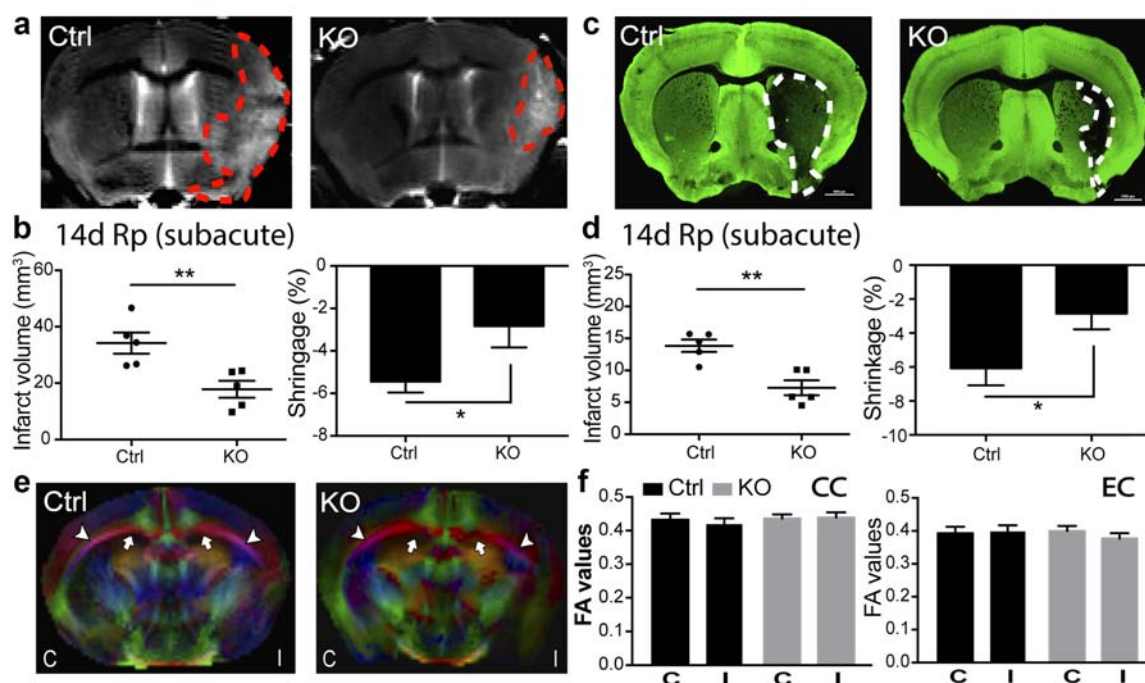 a Ctrl KO
c Ctrl KO
b 14d Rp (subacute)
Infarct volume (mm³)
60
40
20
0
**
Ctrl KO
Shringage (%)
0
-2
-4
-6
-8
*
Ctrl KO
d 14d Rp (subacute)
Infarct volume (mm³)
25
20
15
10
5
0
**
Ctrl KO
Shrinkage (%)
0
-2
-4
-6
-8
-10
*
Ctrl KO
e Ctrl KO
C I
C I
f Ctrl KO CC
FA values
0.5
0.4
0.3
0.2
0.1
0.0
C I C I
EC
FA values
0.5
0.4
0.3
0.2
0.1
0.0
C I C I